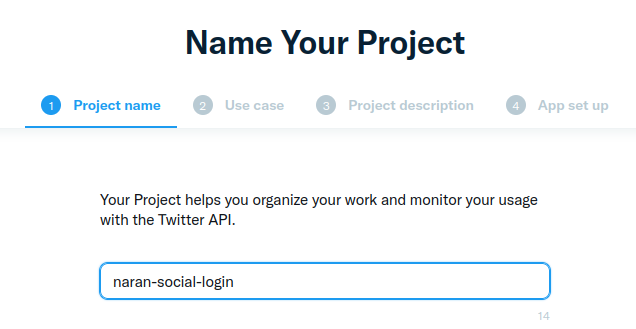 Name Your Project
1 Project name 2 Use case 3 Project description 4 App set up
Your Project helps you organize your work and monitor your usage
with the Twitter API.
naran-social-login
14